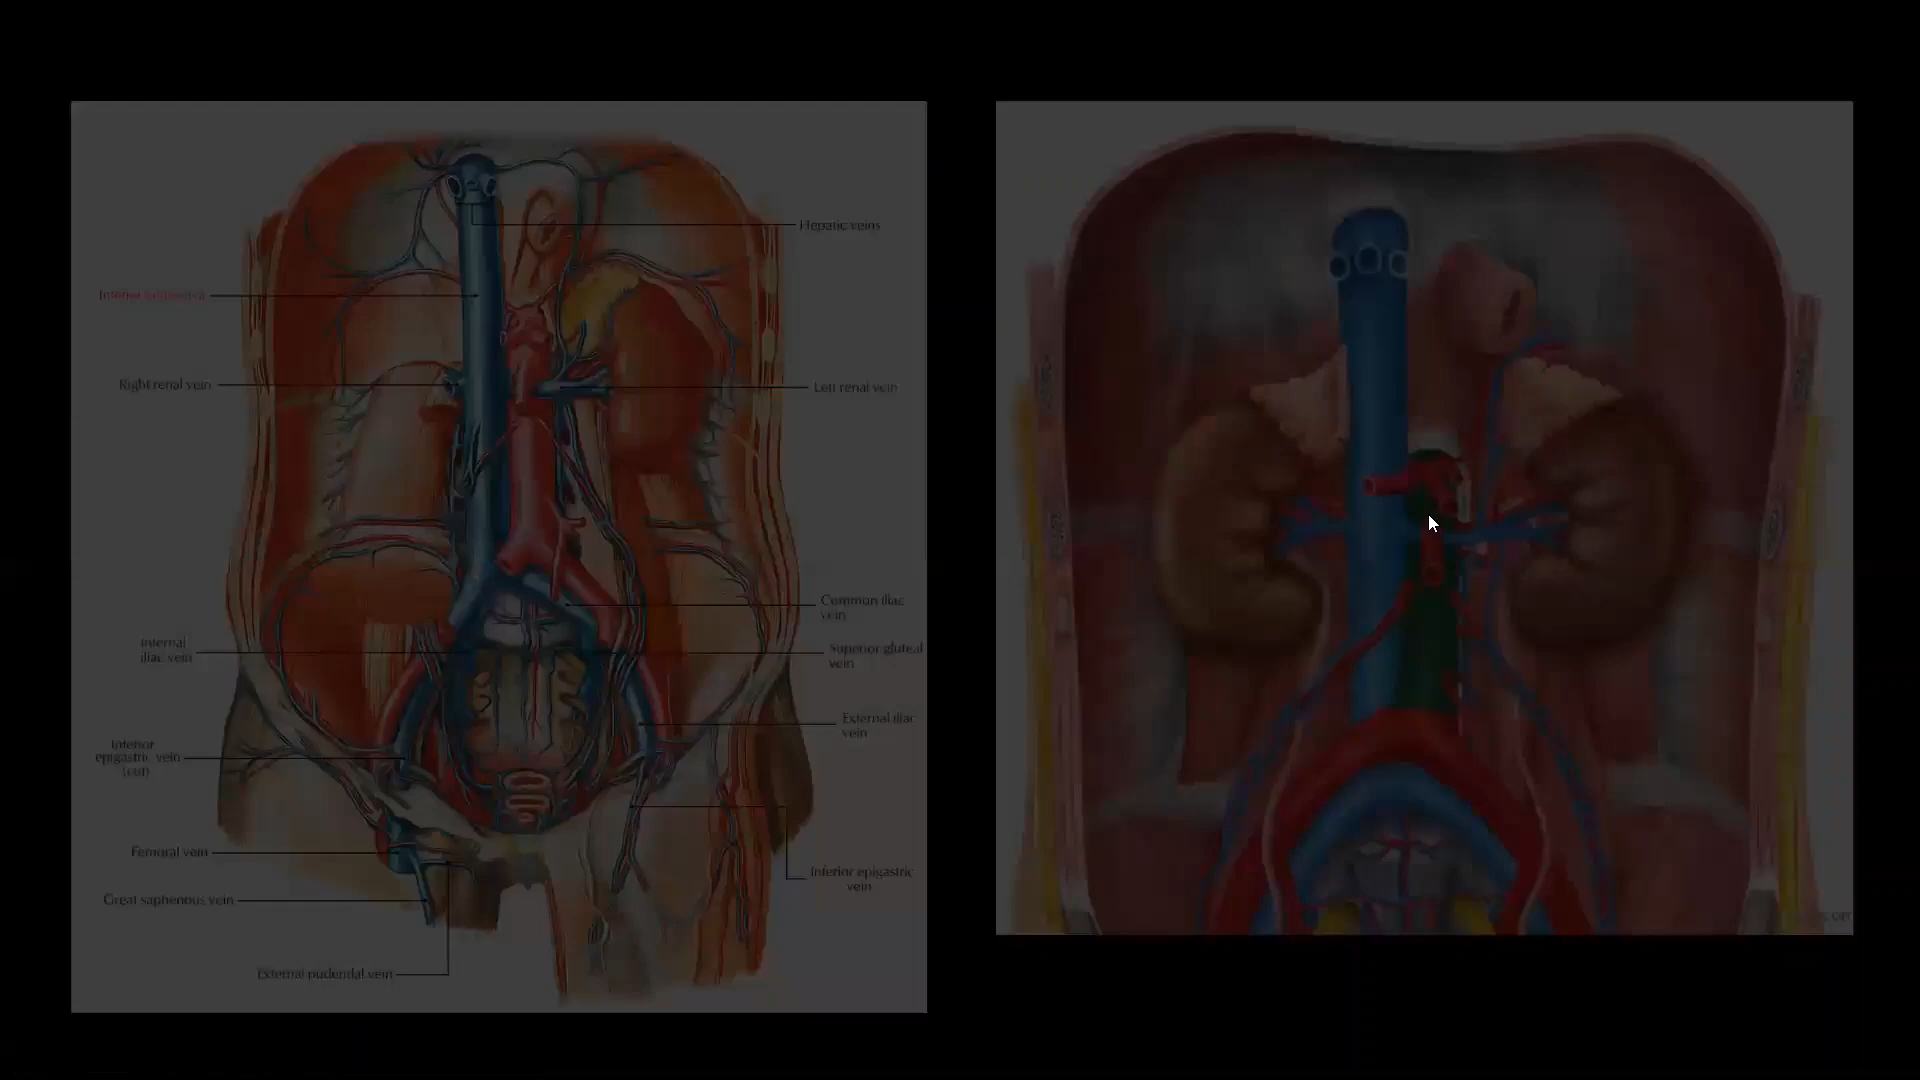 Hepatic veins
Inferior vena cava
Right renal vein
Left renal vein
Common iliac
vein
Internal
iliac vein
Superior gluteal
vein
External iliac
vein
Inferior
epigastric vein
(cut)
Femoral vein
Inferior epigastric
vein
Great saphenous vein
External pudendal vein